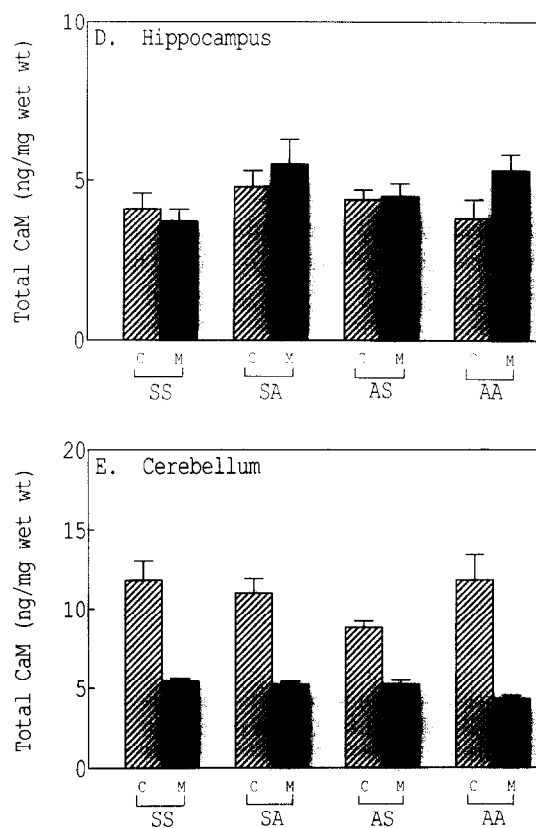 10
D. Hippocampus
Total CaM (ng/mg wet wt)
5
0
C M C M C M C M
SS SA AS AA
20
E. Cerebellum
Total CaM (ng/mg wet wt)
15
10
5
0
C M C M C M C M
SS SA AS AA